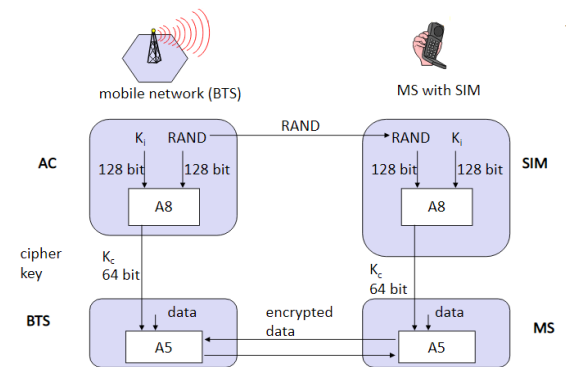 mobile network (BTS)
MS with SIM
RAND
AC
Ki RAND
128 bit 128 bit
A8
RAND Ki
128 bit 128 bit
A8
SIM
cipher
key
Kc
64 bit
Kc
64 bit
BTS
data
A5
encrypted
data
data
A5
MS